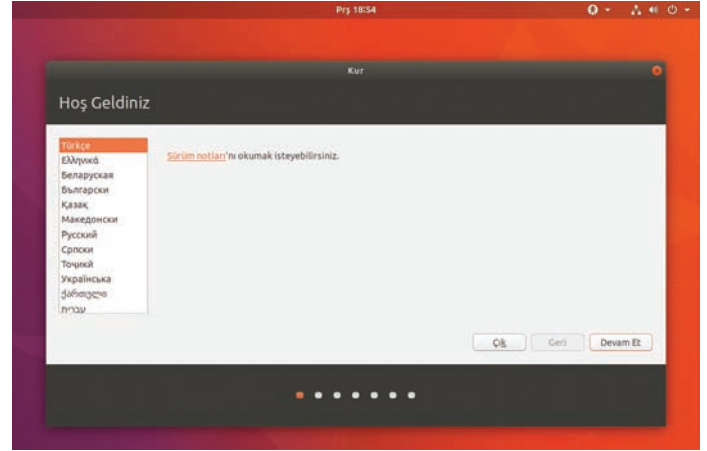 Prş 18:54
Kur
Hoş Geldiniz
Türkçe
Ελληνικά
Беларуская
Български
Қазақ
Македонски
Русский
Српски
Тоҷикӣ
Українська
ქართული
עברית
Sürüm notları'nı okumak isteyebilirsiniz.
Çık
Geri
Devam Et